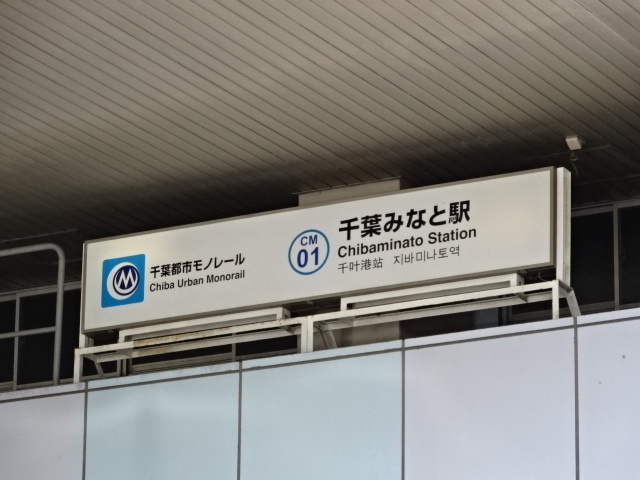 千葉都市モノレール
Chiba Urban Monorail
CM
01
千葉みなと駅
Chibaminato Station
千叶港站 지바미나토역